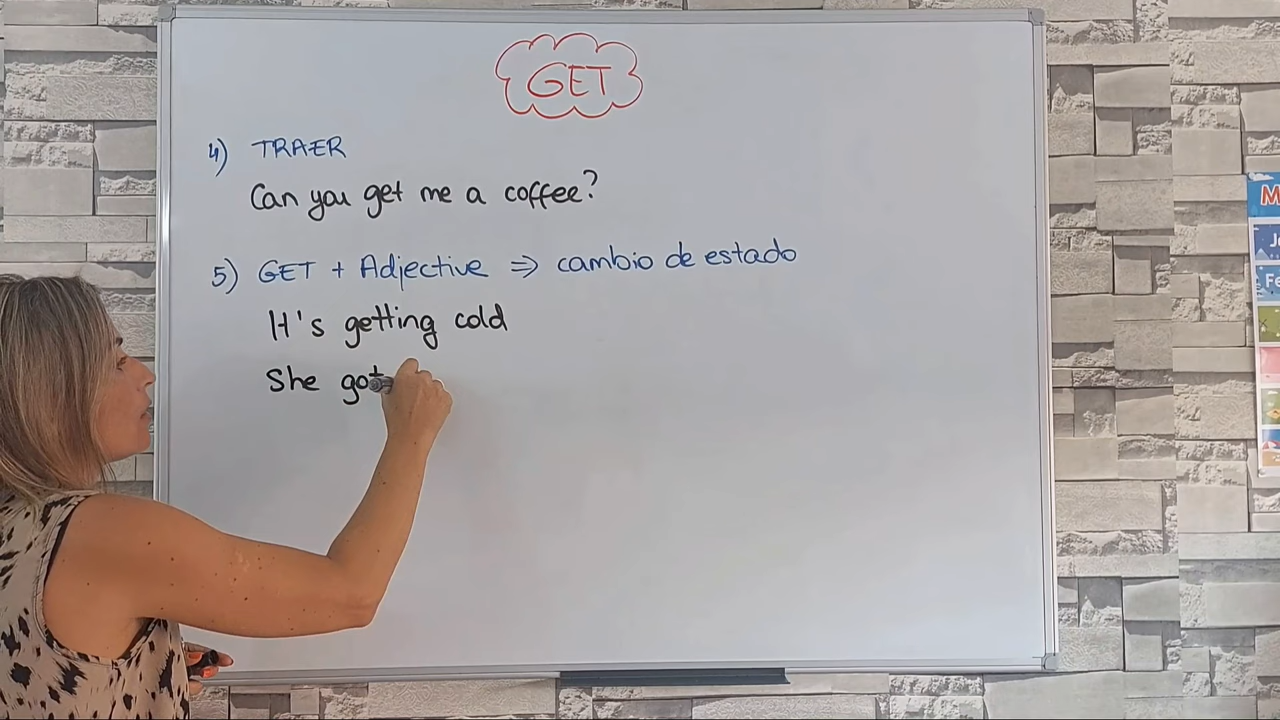 GET
4) TRAER
Can you get me a coffee?
5) GET + Adjective ⇒ cambio de estado
It's getting cold
She got
M
J
Fe